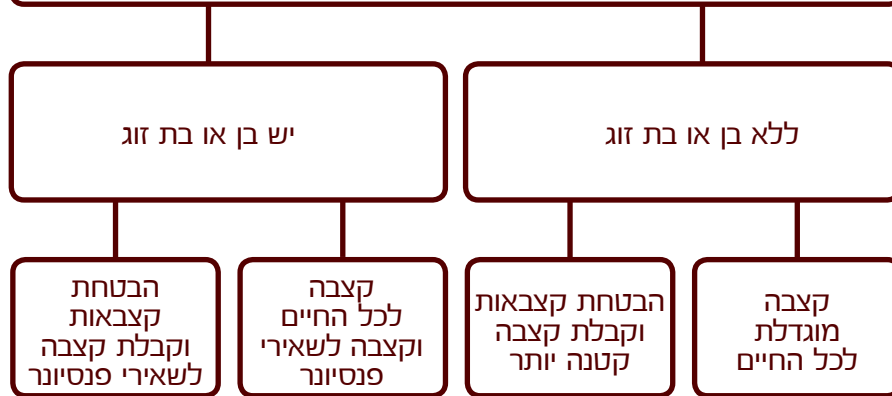 ללא בן או בת זוג
יש בן או בת זוג
קצבה
מוגדלת
לכל החיים
הבטחת קצבאות
וקבלת קצבה
קטנה יותר
קצבה
לכל החיים
וקצבה לשאירי
פנסיונר
הבטחת
קצבאות
וקבלת קצבה
לשאירי פנסיונר